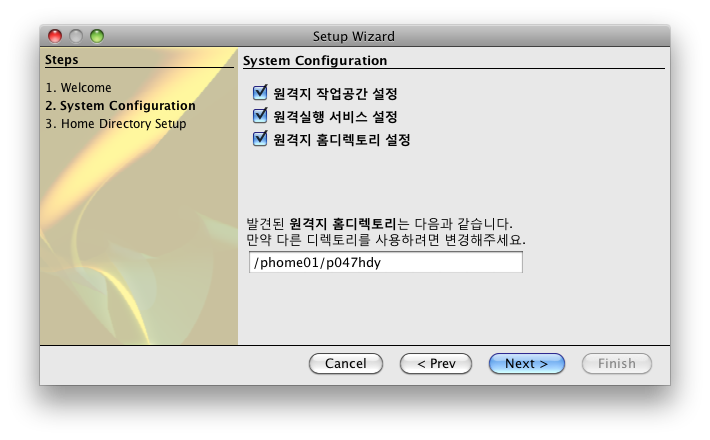 Setup Wizard
Steps
1. Welcome
2. System Configuration
3. Home Directory Setup
System Configuration
원격지 작업공간 설정
원격실행 서비스 설정
원격지 홈디렉토리 설정
발견된 원격지 홈디렉토리는 다음과 같습니다.
만약 다른 디렉토리를 사용하려면 변경해주세요.
/phome01/p047hdy
Cancel
< Prev
Next >
Finish